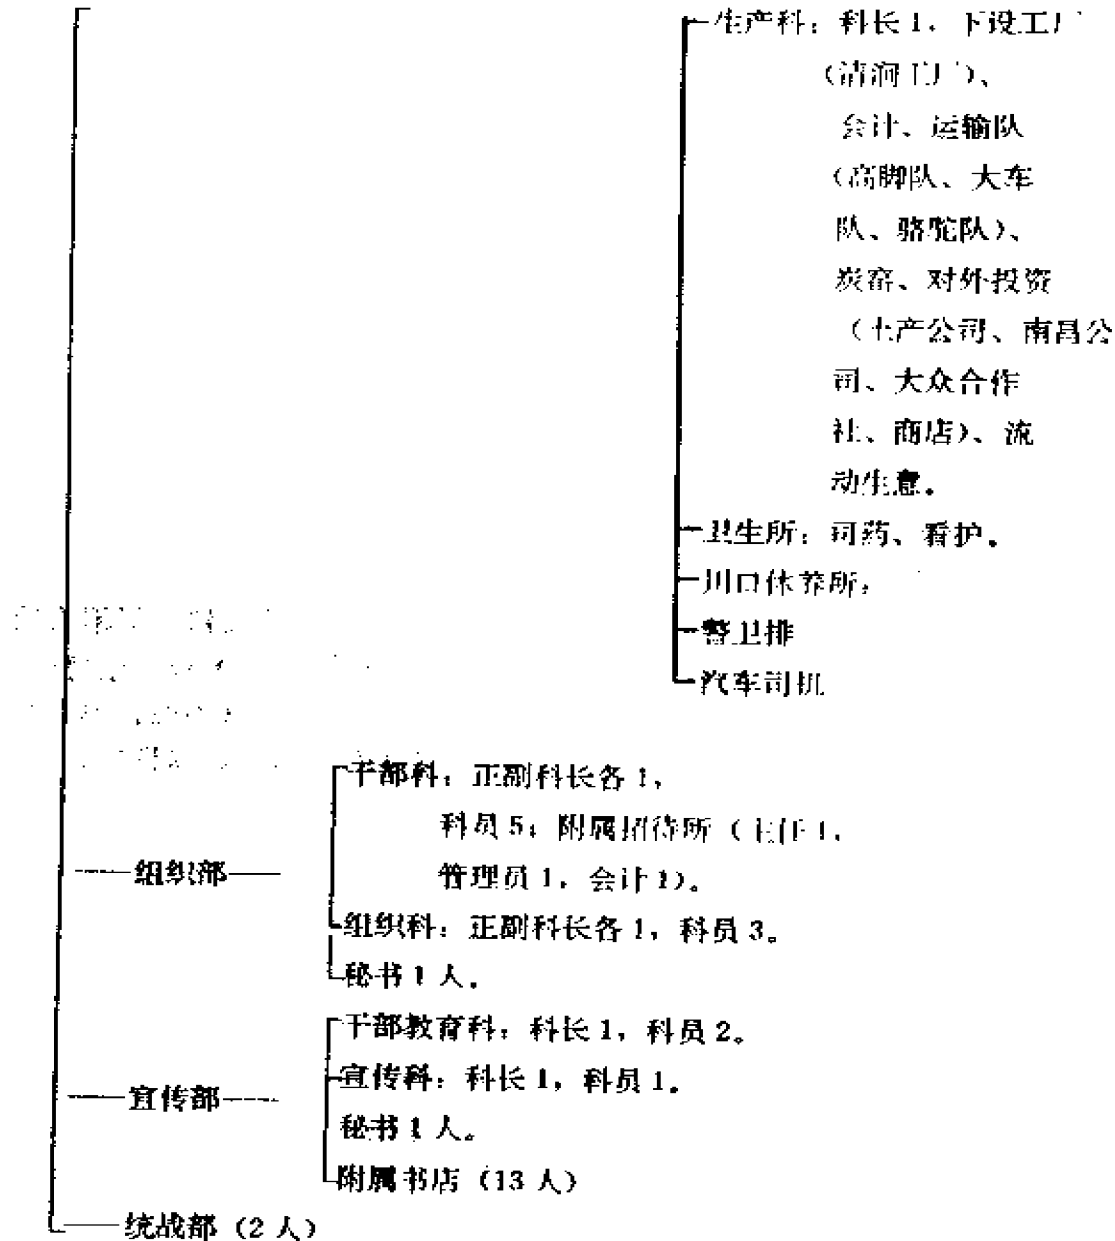 生产科：科长1，下设工厂
（清涧工厂）、
会计、运输队
（高脚队、大车
队、骆驼队）、
炭窑、对外投资
（土产公司、南昌公
司、大众合作
社、商店）、流
动生意。
卫生所：司药、看护。
川口休养所；
警卫排
汽车司机
干部科：正副科长各1，
科员5；附属招待所（主任1，
管理员1，会计1）。
组织部
组织科：正副科长各1，科员3。
秘书1人。
干部教育科：科长1，科员2。
宣传科：科长1，科员1。
宣传部
秘书1人。
附属书店（13人）
统战部（2人）